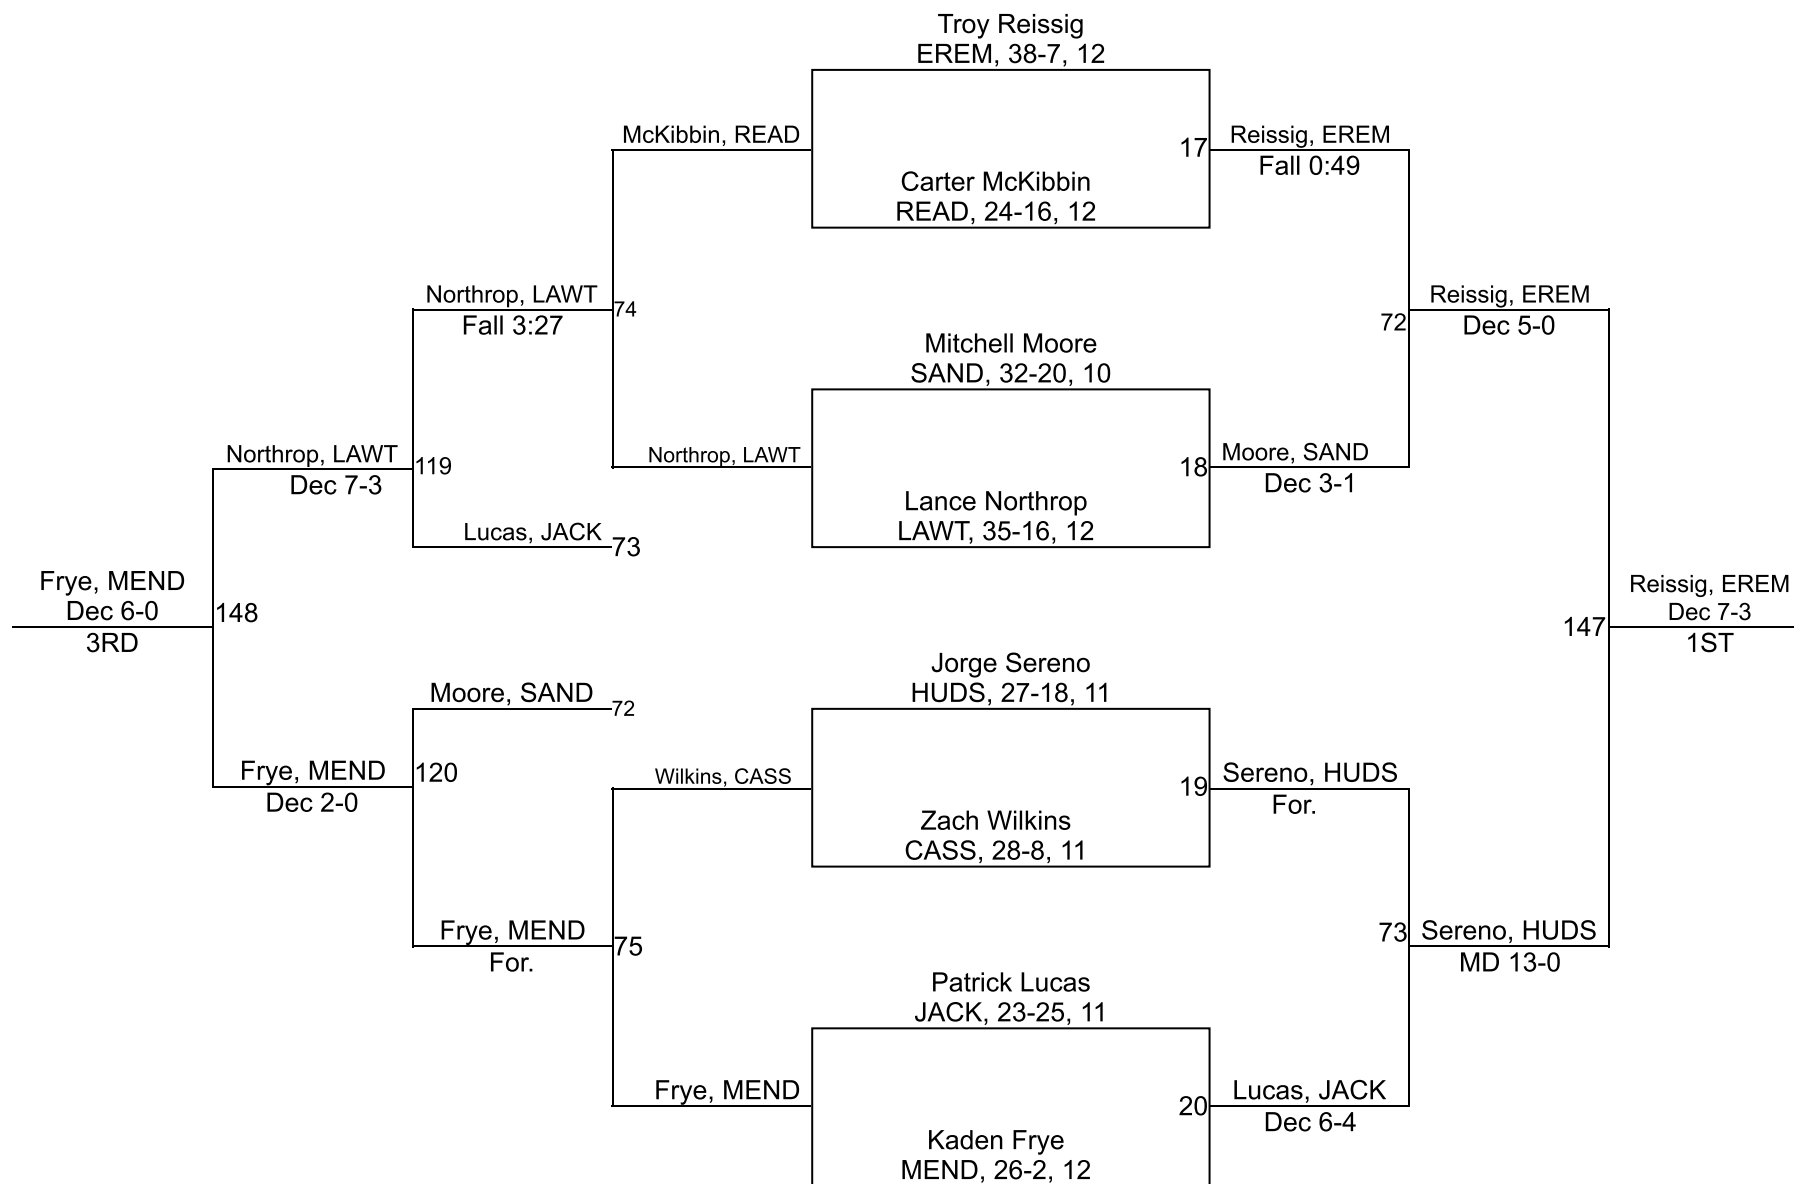 Troy Reissig
EREM, 38-7, 12
McKibbin, READ
17
Reissig, EREM
Fall 0:49
Carter McKibbin
READ, 24-16, 12
Northrop, LAWT
Fall 3:27
74
Reissig, EREM
Dec 5-0
72
Mitchell Moore
SAND, 32-20, 10
Northrop, LAWT
Dec 7-3
119
Northrop, LAWT
18
Moore, SAND
Dec 3-1
Lance Northrop
LAWT, 35-16, 12
Lucas, JACK
73
Frye, MEND
Dec 6-0
3RD
148
147
Reissig, EREM
Dec 7-3
1ST
Jorge Sereno
HUDS, 27-18, 11
Moore, SAND
72
Frye, MEND
Dec 2-0
120
Wilkins, CASS
19
Sereno, HUDS
For.
Zach Wilkins
CASS, 28-8, 11
Frye, MEND
For.
75
73
Sereno, HUDS
MD 13-0
Patrick Lucas
JACK, 23-25, 11
Frye, MEND
20
Lucas, JACK
Dec 6-4
Kaden Frye
MEND, 26-2, 12